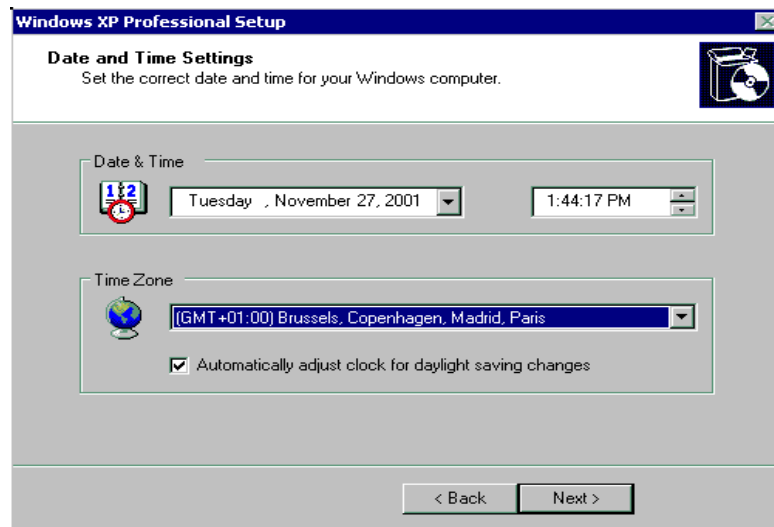 Windows XP Professional Setup
Date and Time Settings
Set the correct date and time for your Windows computer.
Date & Time
1 2
Tuesday , November 27, 2001
1:44:17 PM
Time Zone
(GMT+01:00) Brussels, Copenhagen, Madrid, Paris
Automatically adjust clock for daylight saving changes
< Back
Next >